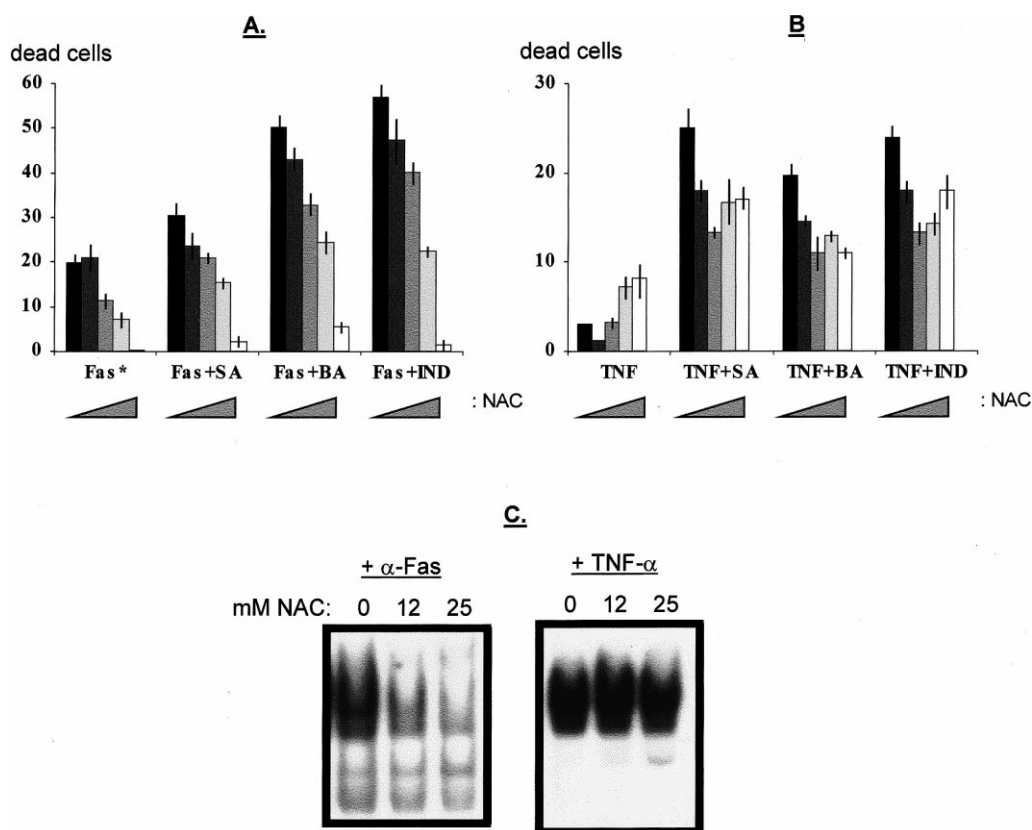 A.
dead cells
60
50
40
30
20
10
0
Fas* Fas+SA Fas+BA Fas+IND
: NAC
B
dead cells
30
20
10
0
TNF TNF+SA TNF+BA TNF+IND
: NAC
C.
+ α-Fas + TNF-α
mM NAC: 0 12 25 0 12 25